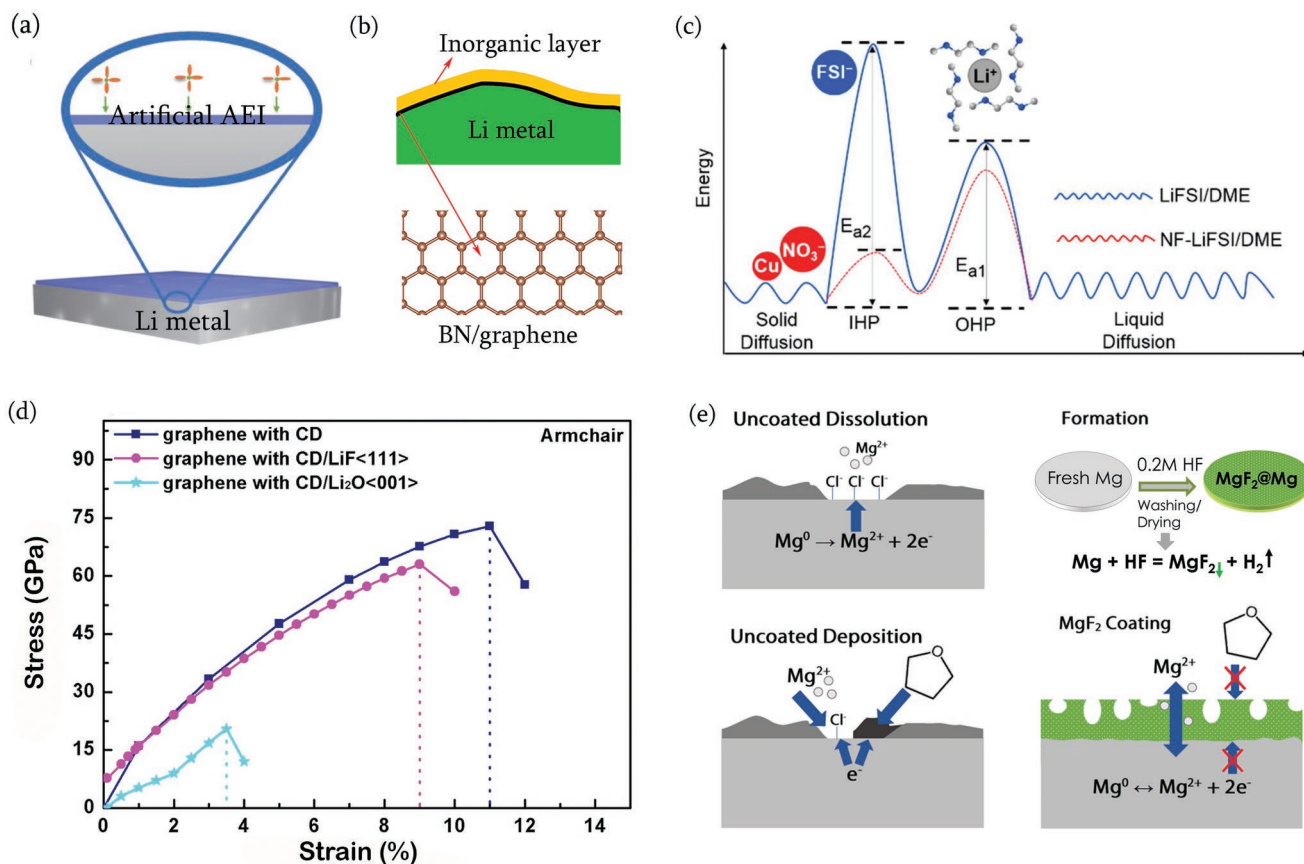 (a)
Artificial AEI
Li metal
(b)
Inorganic layer
Li metal
BN/graphene
(c)
Energy
FSI⁻
Li⁺
Cu
NO₃⁻
Eₐ₂
Eₐ₁
LiFSI/DME
NF-LiFSI/DME
Solid
Diffusion
IHP
OHP
Liquid
Diffusion
(d)
graphene with CD
graphene with CD/LiF<111>
graphene with CD/Li₂O<001>
Armchair
Stress (GPa)
90
75
60
45
30
15
0
0 2 4 6 8 10 12 14
Strain (%)
(e)
Uncoated Dissolution
Mg²⁺
Cl⁻ Cl⁻ Cl⁻
Mg⁰ → Mg²⁺ + 2e⁻
Formation
Fresh Mg
0.2M HF
Washing/
Drying
MgF₂@Mg
Mg + HF = MgF₂↓ + H₂↑
Uncoated Deposition
Mg²⁺
O
Cl⁻
e⁻
MgF₂ Coating
O
Mg²⁺
Mg⁰ ↔ Mg²⁺ + 2e⁻